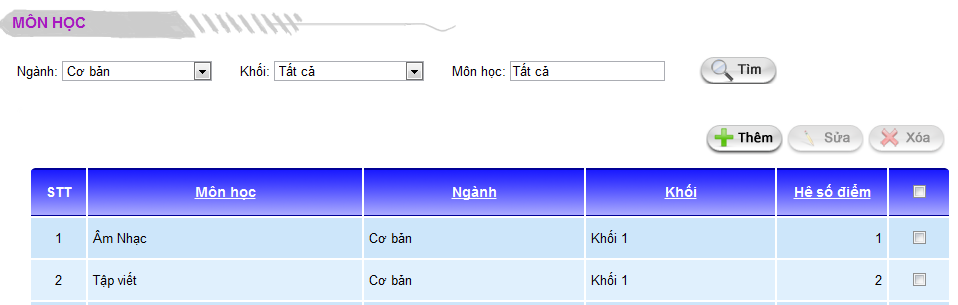 MÔN HỌC
Ngành: Cơ bản Khối: Tất cả Môn học: Tất cả Tìm
Thêm Sửa Xóa
STT Môn học Ngành Khối Hê số điểm
1 Âm Nhạc Cơ bản Khối 1 1
2 Tập viết Cơ bản Khối 1 2